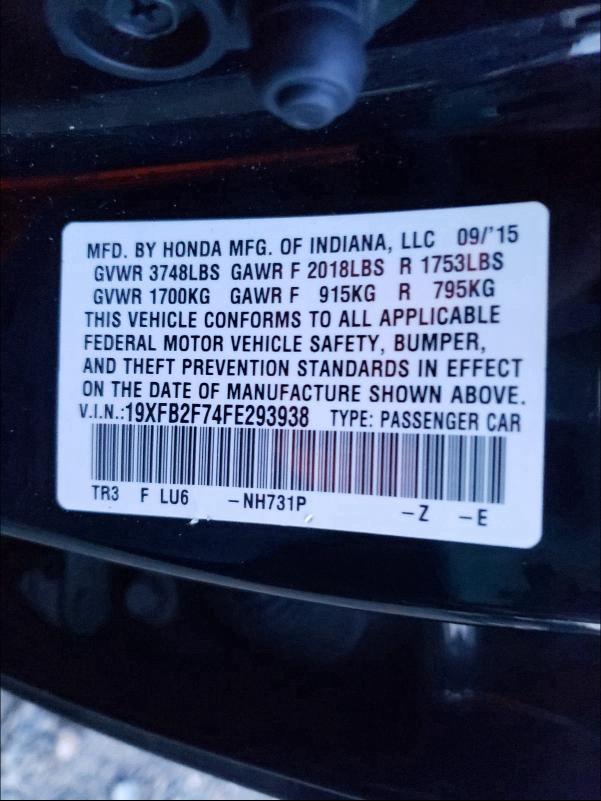 MFD. BY HONDA MFG. OF INDIANA, LLC 09/'15
GVWR 3748LBS GAWR F 2018LBS R 1753LBS
GVWR 1700KG GAWR F 915KG R 795KG
THIS VEHICLE CONFORMS TO ALL APPLICABLE
FEDERAL MOTOR VEHICLE SAFETY, BUMPER,
AND THEFT PREVENTION STANDARDS IN EFFECT
ON THE DATE OF MANUFACTURE SHOWN ABOVE.
V.I.N.:19XFB2F74FE293938 TYPE: PASSENGER CAR
TR3 F LU6 -NH731P -Z -E